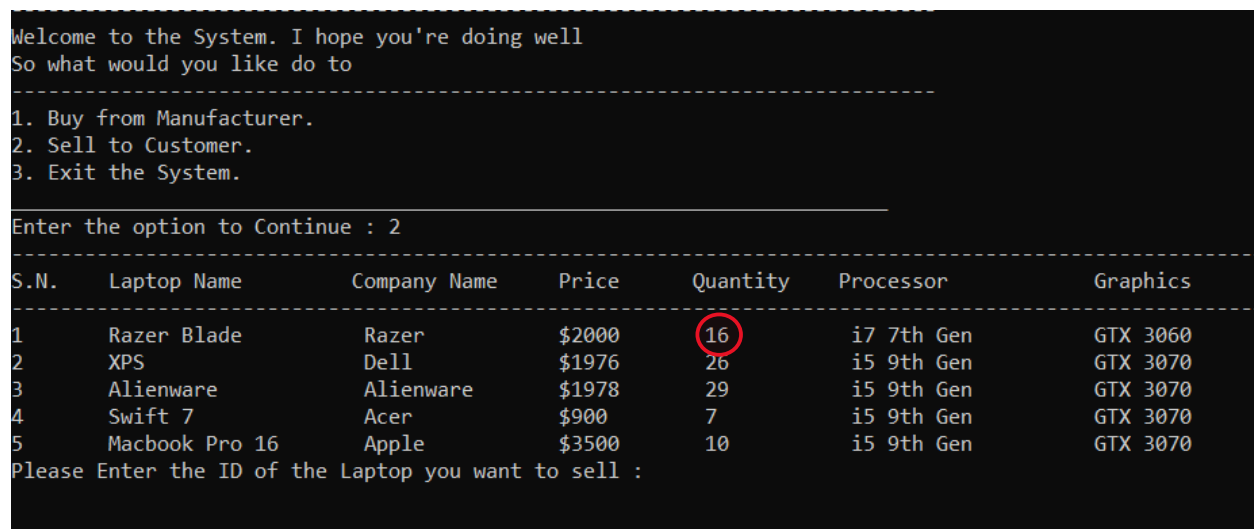 Welcome to the System. I hope you're doing well
So what would you like do to
1. Buy from Manufacturer.
2. Sell to Customer.
3. Exit the System.
Enter the option to Continue : 2
S.N. Laptop Name Company Name Price Quantity Processor Graphics
1 Razer Blade Razer $2000 16 i7 7th Gen GTX 3060
2 XPS Dell $1976 26 i5 9th Gen GTX 3070
3 Alienware Alienware $1978 29 i5 9th Gen GTX 3070
4 Swift 7 Acer $900 7 i5 9th Gen GTX 3070
5 Macbook Pro 16 Apple $3500 10 i5 9th Gen GTX 3070
Please Enter the ID of the Laptop you want to sell :